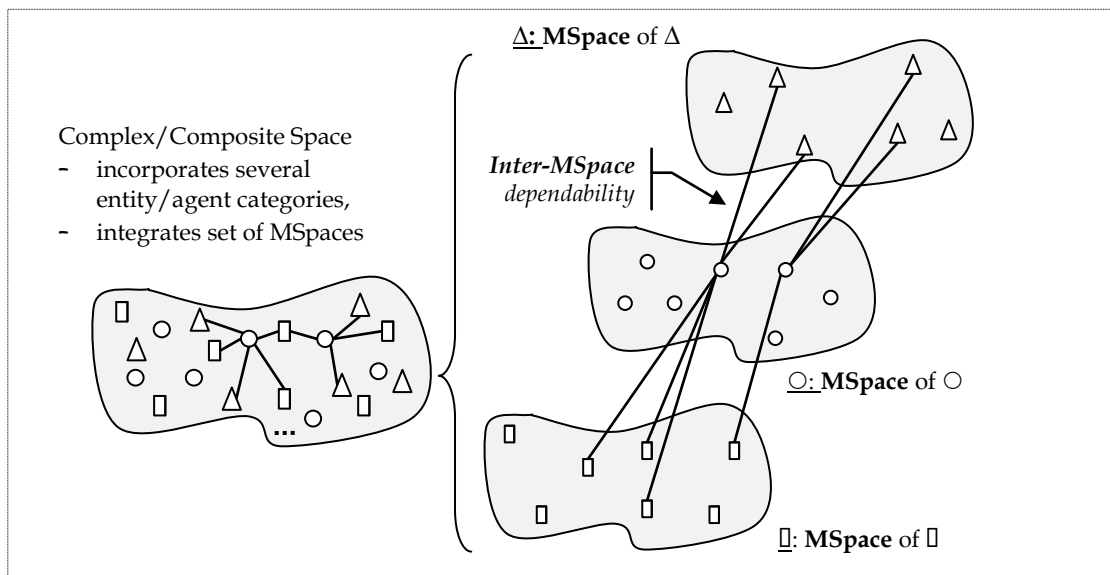 Δ: MSpace of Δ
Complex/Composite Space
- incorporates several
entity/agent categories,
- integrates set of MSpaces
Inter-MSpace
dependability
...
○: MSpace of ○
▯: MSpace of ▯